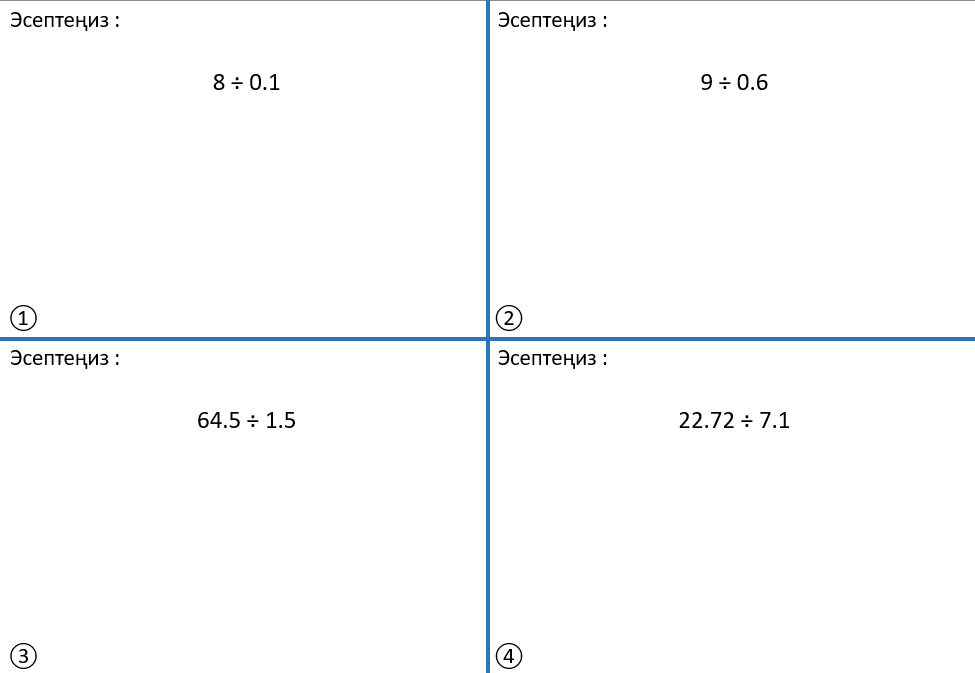 Эсептеңиз :
8 ÷ 0.1
①
Эсептеңиз :
9 ÷ 0.6
②
Эсептеңиз :
64.5 ÷ 1.5
③
Эсептеңиз :
22.72 ÷ 7.1
④